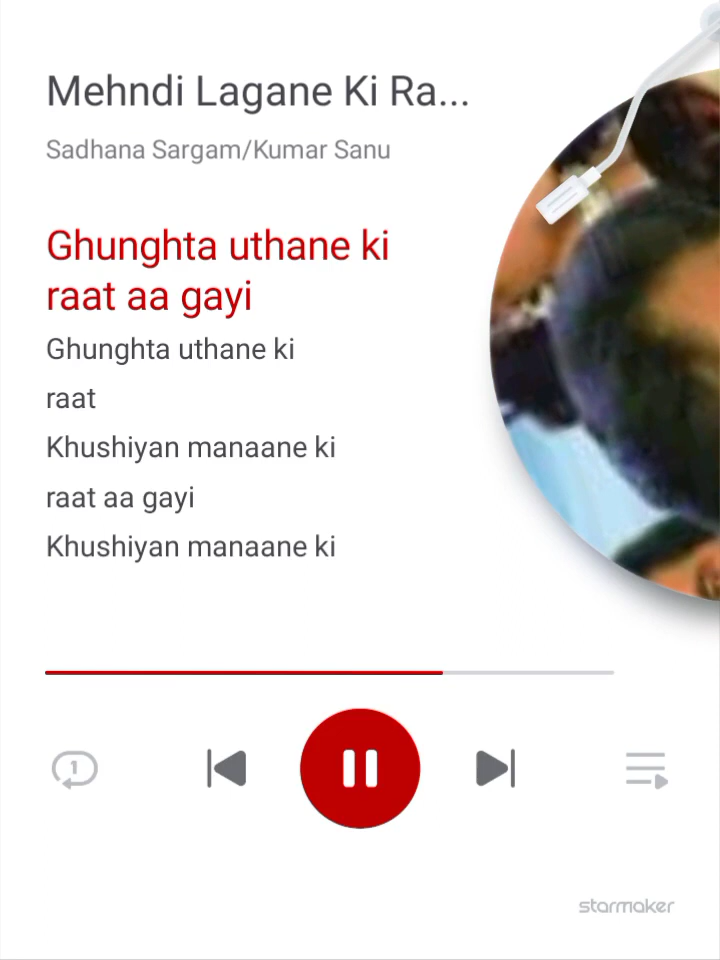 Mehndi Lagane Ki Ra...
Sadhana Sargam/Kumar Sanu
Ghunghta uthane ki
raat aa gayi
Ghunghta uthane ki
raat
Khushiyan manaane ki
raat aa gayi
Khushiyan manaane ki
1
starmaker